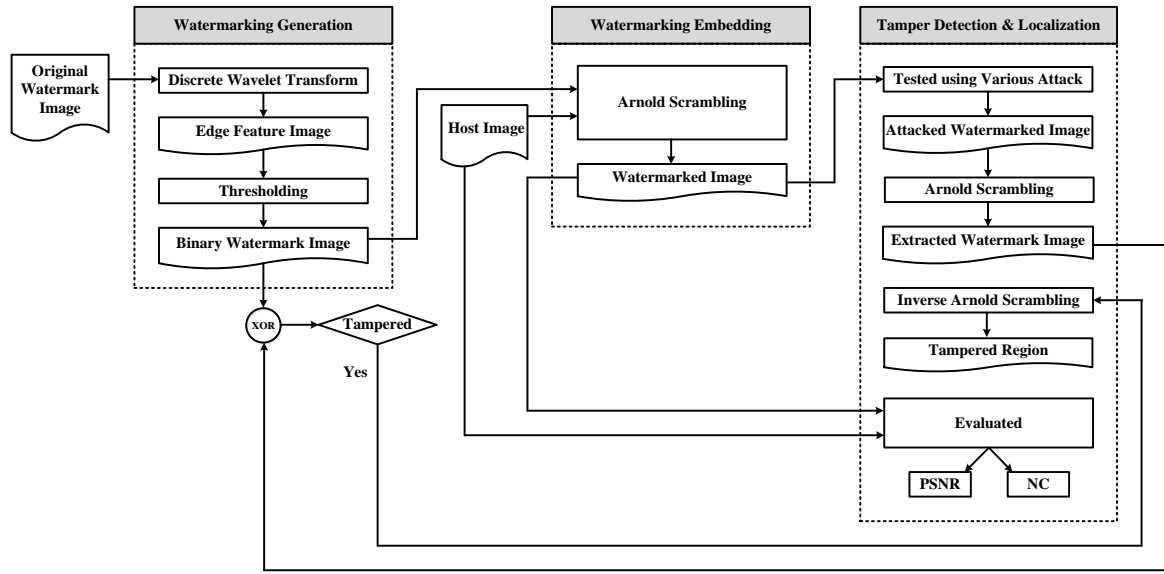 Watermarking Generation
Original
Watermark
Image
Discrete Wavelet Transform
Edge Feature Image
Thresholding
Binary Watermark Image
XOR
Tampered
Yes
Watermarking Embedding
Host Image
Arnold Scrambling
Watermarked Image
Tamper Detection & Localization
Tested using Various Attack
Attacked Watermarked Image
Arnold Scrambling
Extracted Watermark Image
Inverse Arnold Scrambling
Tampered Region
Evaluated
PSNR
NC